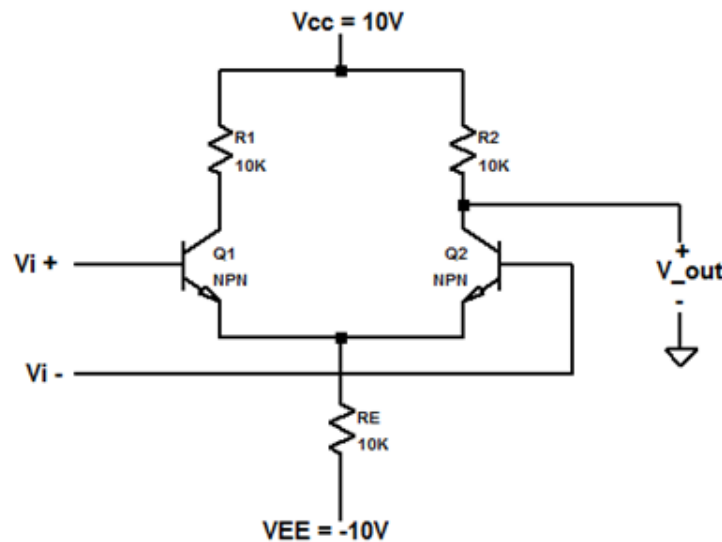 Vcc = 10V
R1
10K
R2
10K
Vi +
Q1
NPN
Q2
NPN
+
V_out
-
Vi -
RE
10K
VEE = -10V